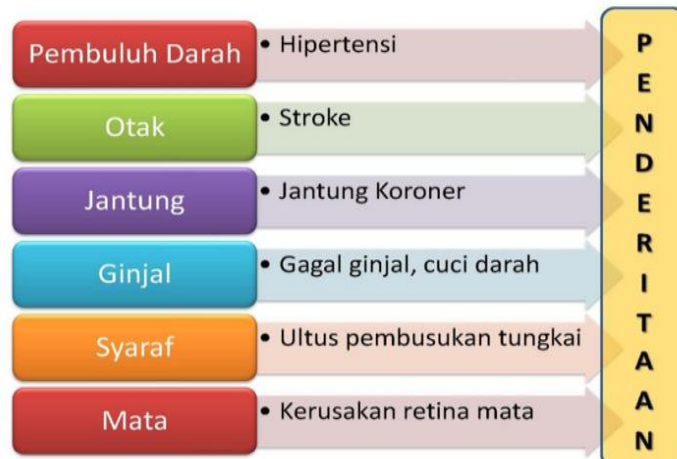 Pembuluh Darah
• Hipertensi
Otak
• Stroke
Jantung
• Jantung Koroner
Ginjal
• Gagal ginjal, cuci darah
Syaraf
• Ultus pembusukan tungkai
Mata
• Kerusakan retina mata
P
E
N
D
E
R
I
T
A
A
N